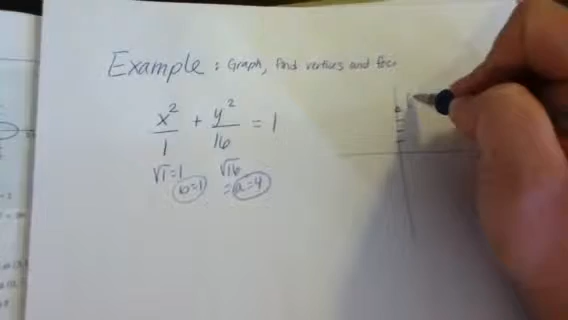 Example: Graph, find vertices and foci
x² + y² = 1
1 16
√1 = 1 √16
b=1 = a=4